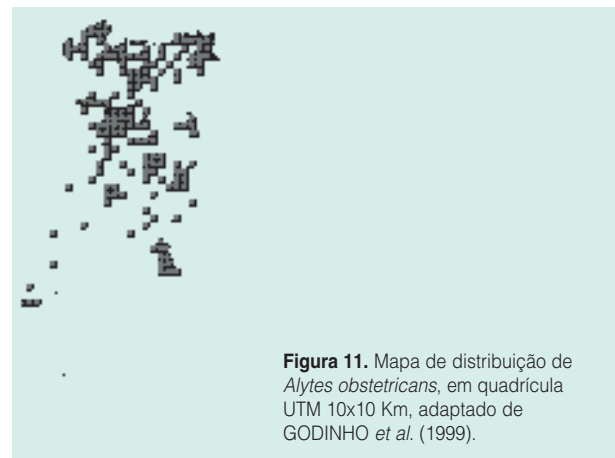 Figura 11. Mapa de distribuição de
Alytes obstetricans, em quadrícula
UTM 10x10 Km, adaptado de
GODINHO et al. (1999).